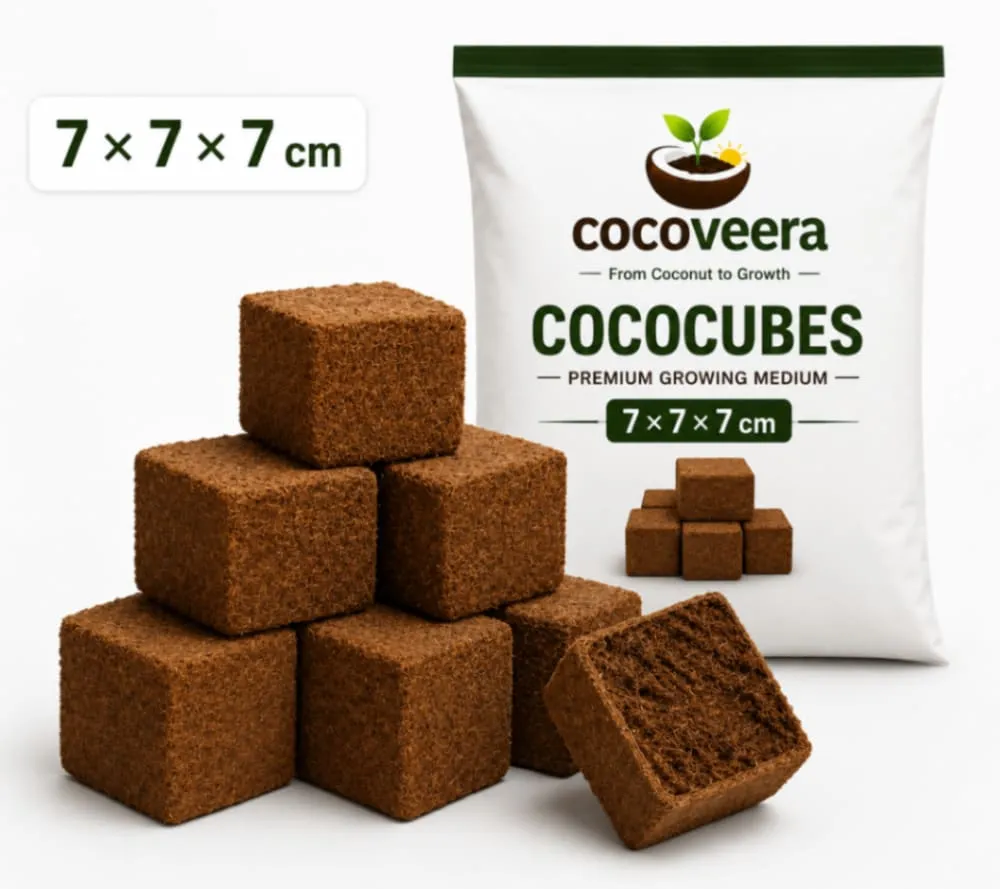 7 × 7 × 7 cm
cocoveera
— From Coconut to Growth —
COCOCUBES
— PREMIUM GROWING MEDIUM —
7 × 7 × 7 cm